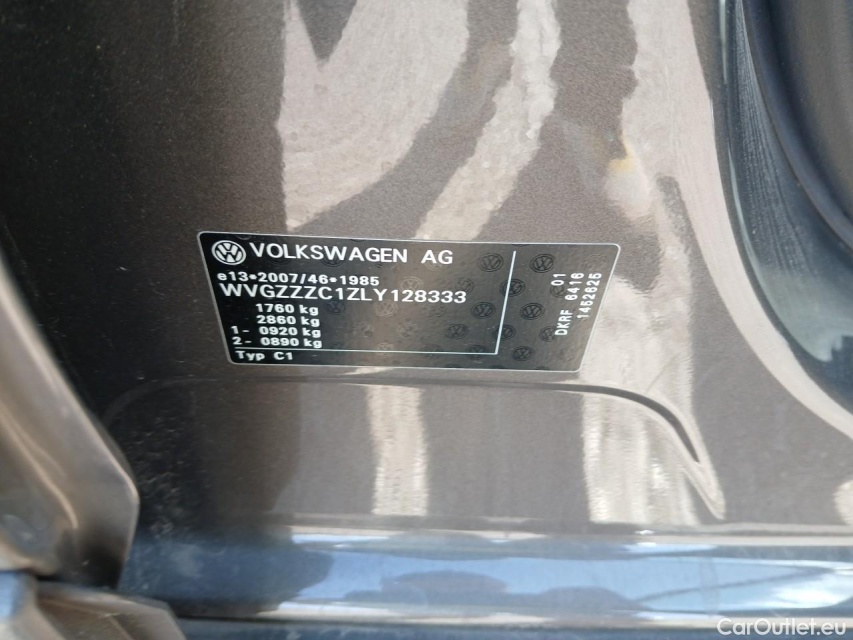 VOLKSWAGEN AG
e13*2007/46*1985
WVGZZZC1ZLY128333
1760 kg
2860 kg
1- 0920 kg
2- 0890 kg
Typ C1
01
DKRF 6416
1452625
CarOutlet.eu